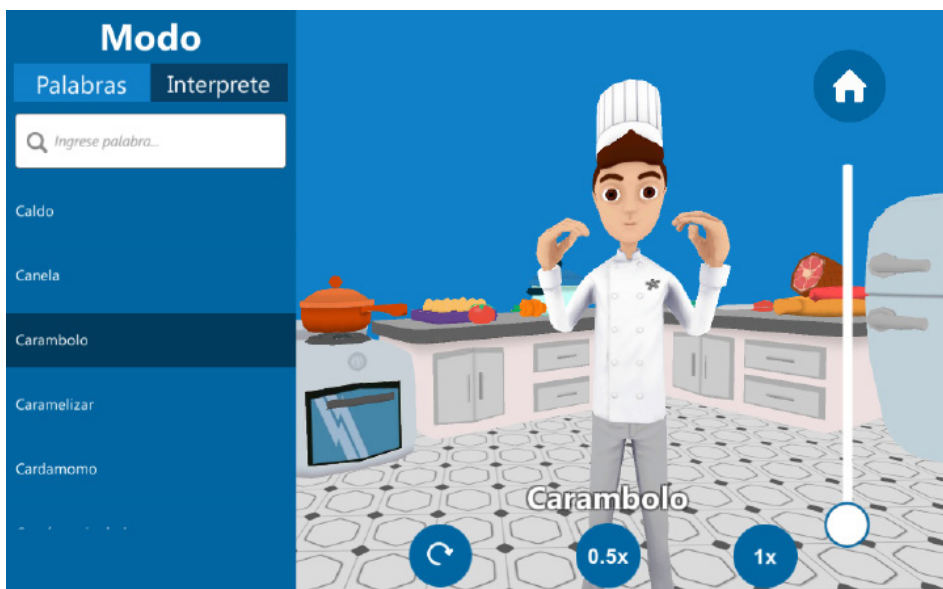 Modo
Palabras Interprete
Ingrese palabra...
Caldo
Canela
Carambolo
Caramelizar
Cardamomo
Carambolo
0.5x 1x